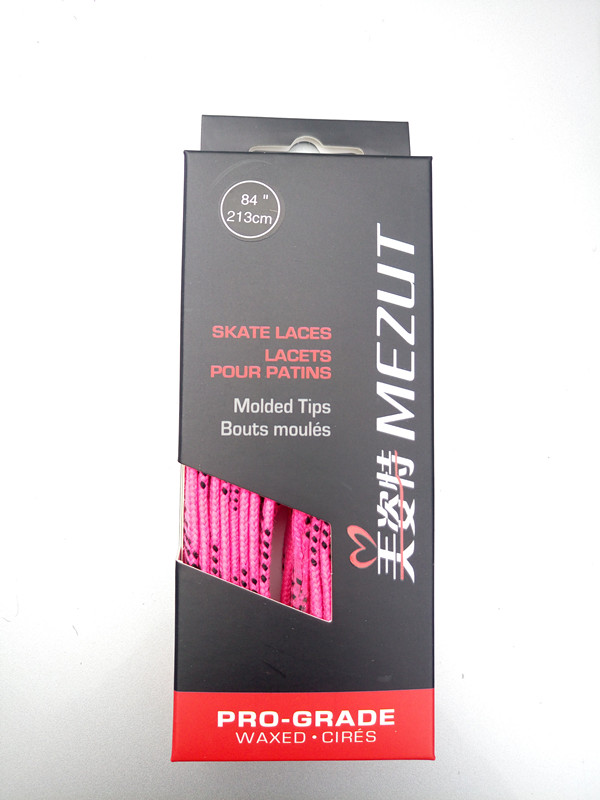 84 "
213cm
SKATE LACES
LACETS
POUR PATINS
Molded Tips
Bouts moulés
美姿特 MEZUT
PRO-GRADE
WAXED • CIRÉS